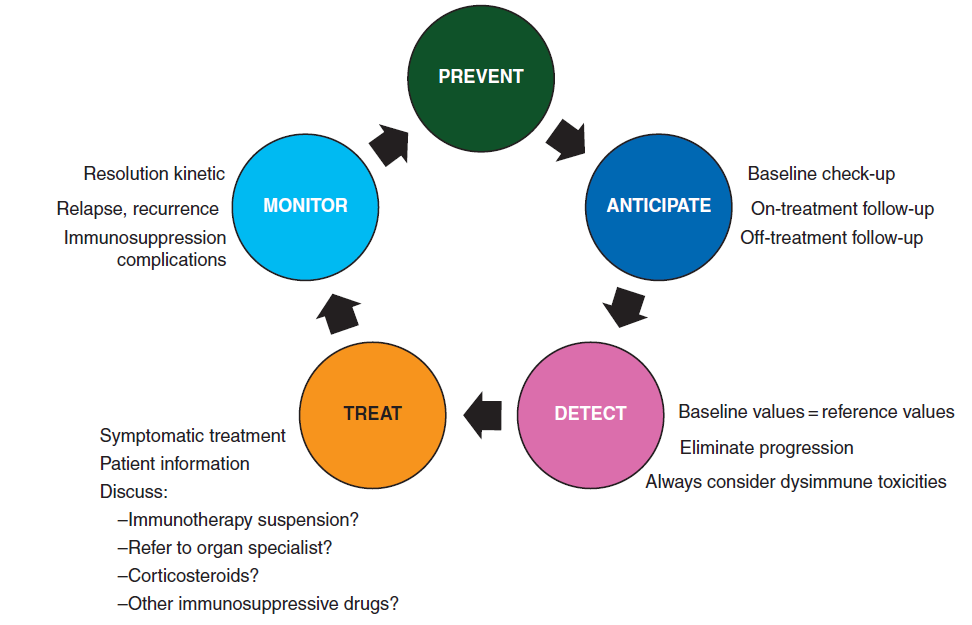 PREVENT
ANTICIPATE
Baseline check-up
On-treatment follow-up
Off-treatment follow-up
DETECT
Baseline values = reference values
Eliminate progression
Always consider dysimmune toxicities
TREAT
Symptomatic treatment
Patient information
Discuss:
–Immunotherapy suspension?
–Refer to organ specialist?
–Corticosteroids?
–Other immunosuppressive drugs?
MONITOR
Resolution kinetic
Relapse, recurrence
Immunosuppression
complications